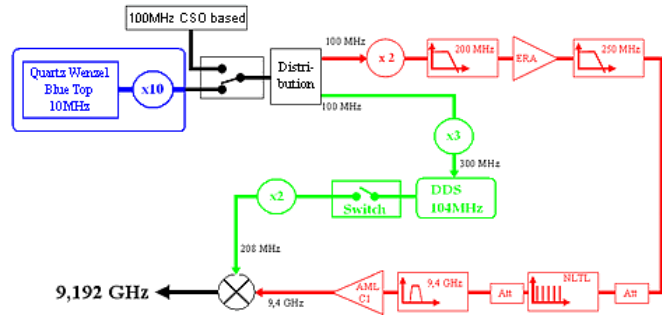 100MHz CSO based
Quartz Wenzel
Blue Top
10MHz
x10
Distri-
bution
100 MHz
x 2
200 MHz
ERA
250 MHz
100 MHz
x3
300 MHz
DDS
104MHz
Switch
x2
208 MHz
9,192 GHz
9,4 GHz
AML
C1
9,4 GHz
Att
NLTL
Att